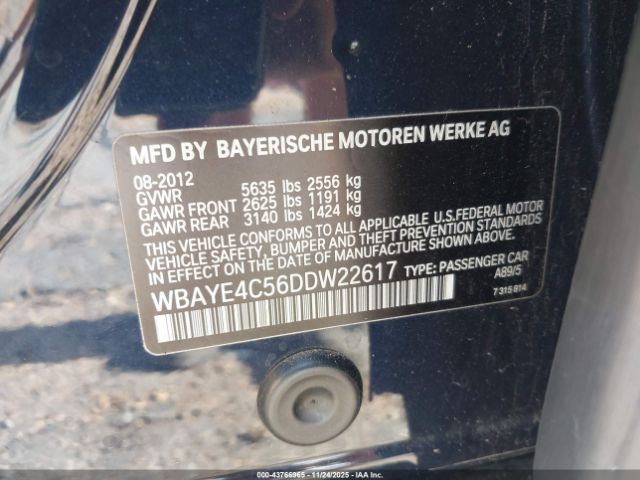 MFD BY BAYERISCHE MOTOREN WERKE AG
08-2012
GVWR 5635 lbs 2556 kg
GAWR FRONT 2625 lbs 1191 kg
GAWR REAR 3140 lbs 1424 kg
THIS VEHICLE CONFORMS TO ALL APPLICABLE U.S.FEDERAL MOTOR
VEHICLE SAFETY, BUMPER AND THEFT PREVENTION STANDARDS
IN EFFECT ON THE DATE OF MANUFACTURE SHOWN ABOVE.
WBAYE4C56DDW22617 TYPE: PASSENGER CAR
A89/5
7 315 814
© IAAI - 43766965 - 11/24/2025 - IAAI.COM